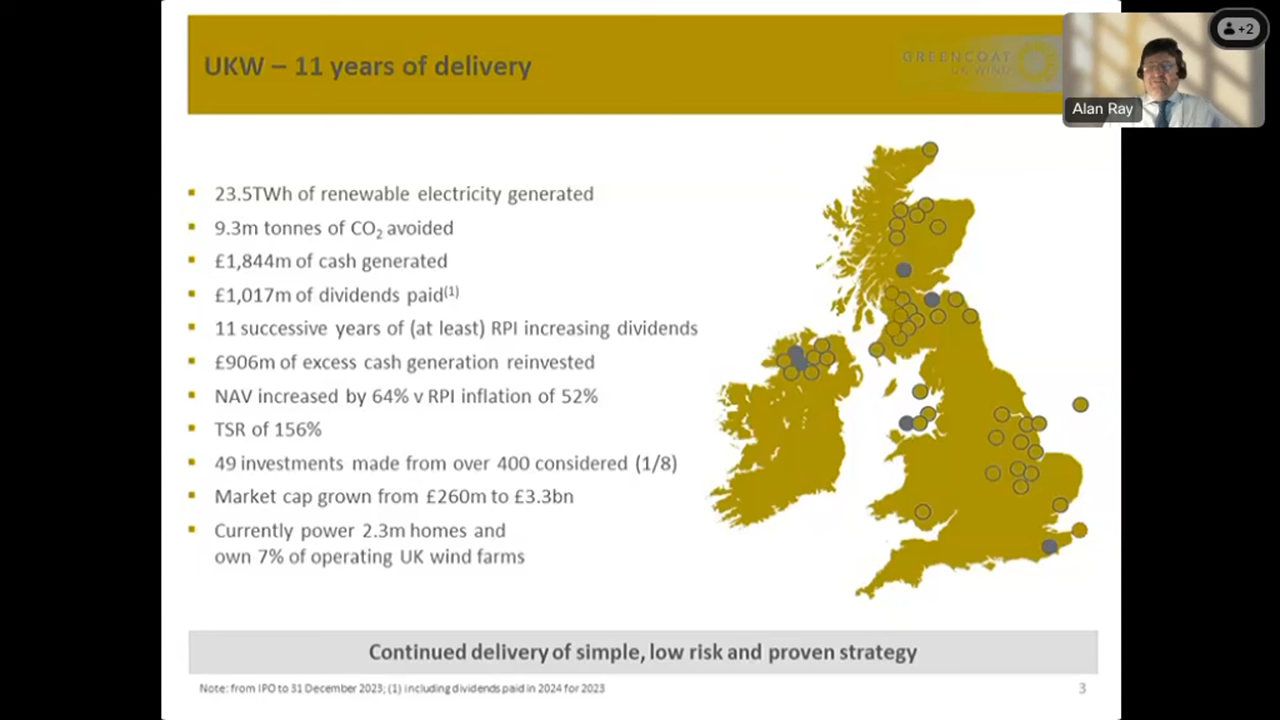 UKW – 11 years of delivery
GREENCOAT
UK WIND
+2
Alan Ray
23.5TWh of renewable electricity generated
9.3m tonnes of CO2 avoided
£1,844m of cash generated
£1,017m of dividends paid(1)
11 successive years of (at least) RPI increasing dividends
£906m of excess cash generation reinvested
NAV increased by 64% v RPI inflation of 52%
TSR of 156%
49 investments made from over 400 considered (1/8)
Market cap grown from £260m to £3.3bn
Currently power 2.3m homes and
own 7% of operating UK wind farms
Continued delivery of simple, low risk and proven strategy
Note: from IPO to 31 December 2023; (1) including dividends paid in 2024 for 2023
3